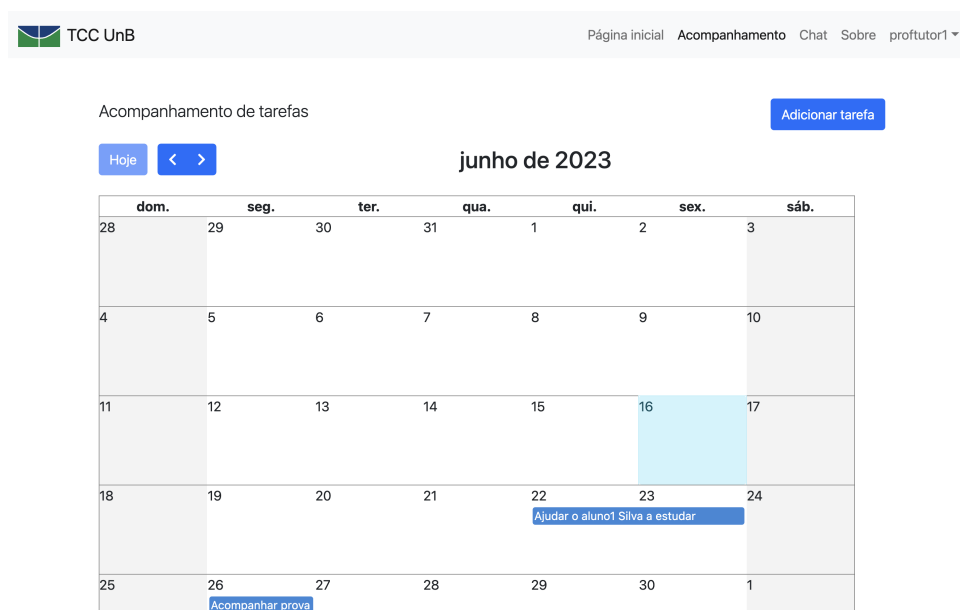 TCC UnB
Página inicial Acompanhamento Chat Sobre proftutor1
Acompanhamento de tarefas
Adicionar tarefa
Hoje
junho de 2023
dom. seg. ter. qua. qui. sex. sáb.
28 29 30 31 1 2 3
4 5 6 7 8 9 10
11 12 13 14 15 16 17
18 19 20 21 22 23 24
Ajudar o aluno1 Silva a estudar
25 26 27 28 29 30 1
Acompanhar prova